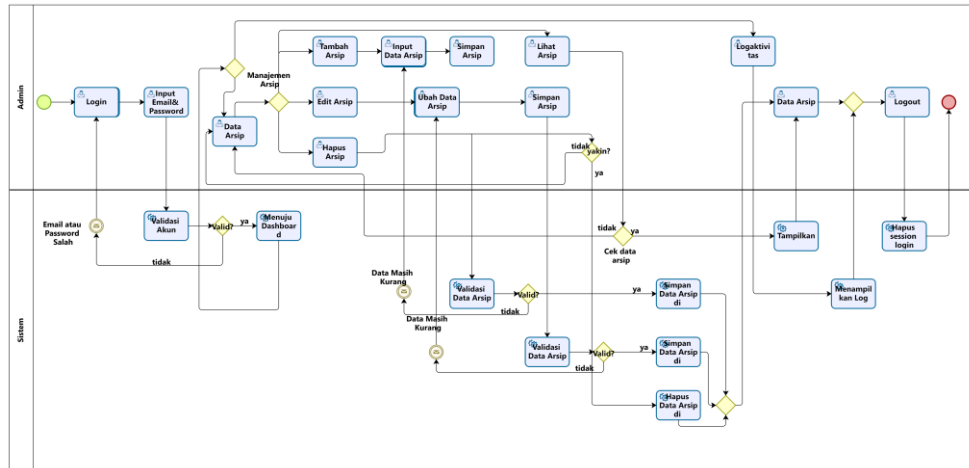 Admin
Login
Input
Email&
Password
Data
Arsip
Manajemen
Arsip
Tambah
Arsip
Input
Data Arsip
Simpan
Arsip
Lihat
Arsip
Edit Arsip
Ubah Data
Arsip
Simpan
Arsip
Hapus
Arsip
tidak
yakin?
ya
Logaktivi
tas
Data Arsip
Logout
Sistem
Email atau
Password
Salah
Validasi
Akun
Valid?
ya
Menuju
Dashboar
d
tidak
tidak
ya
Cek data
arsip
Tampilkan
Hapus
session
login
Data Masih
Kurang
Validasi
Data Arsip
Valid?
ya
tidak
Simpan
Data Arsip
di
Menampil
kan Log
Data Masih
Kurang
Validasi
Data Arsip
Valid?
ya
tidak
Simpan
Data Arsip
di
Hapus
Data Arsip
di